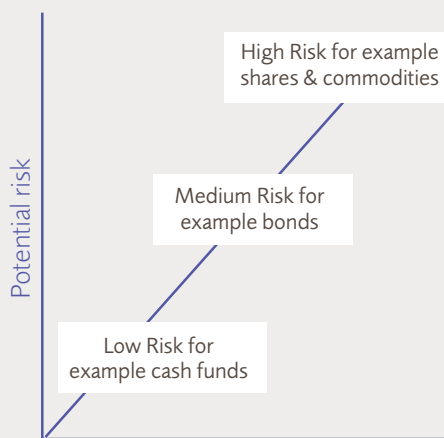 High Risk for example
shares & commodities
Medium Risk for
example bonds
Potential risk
Low Risk for
example cash funds